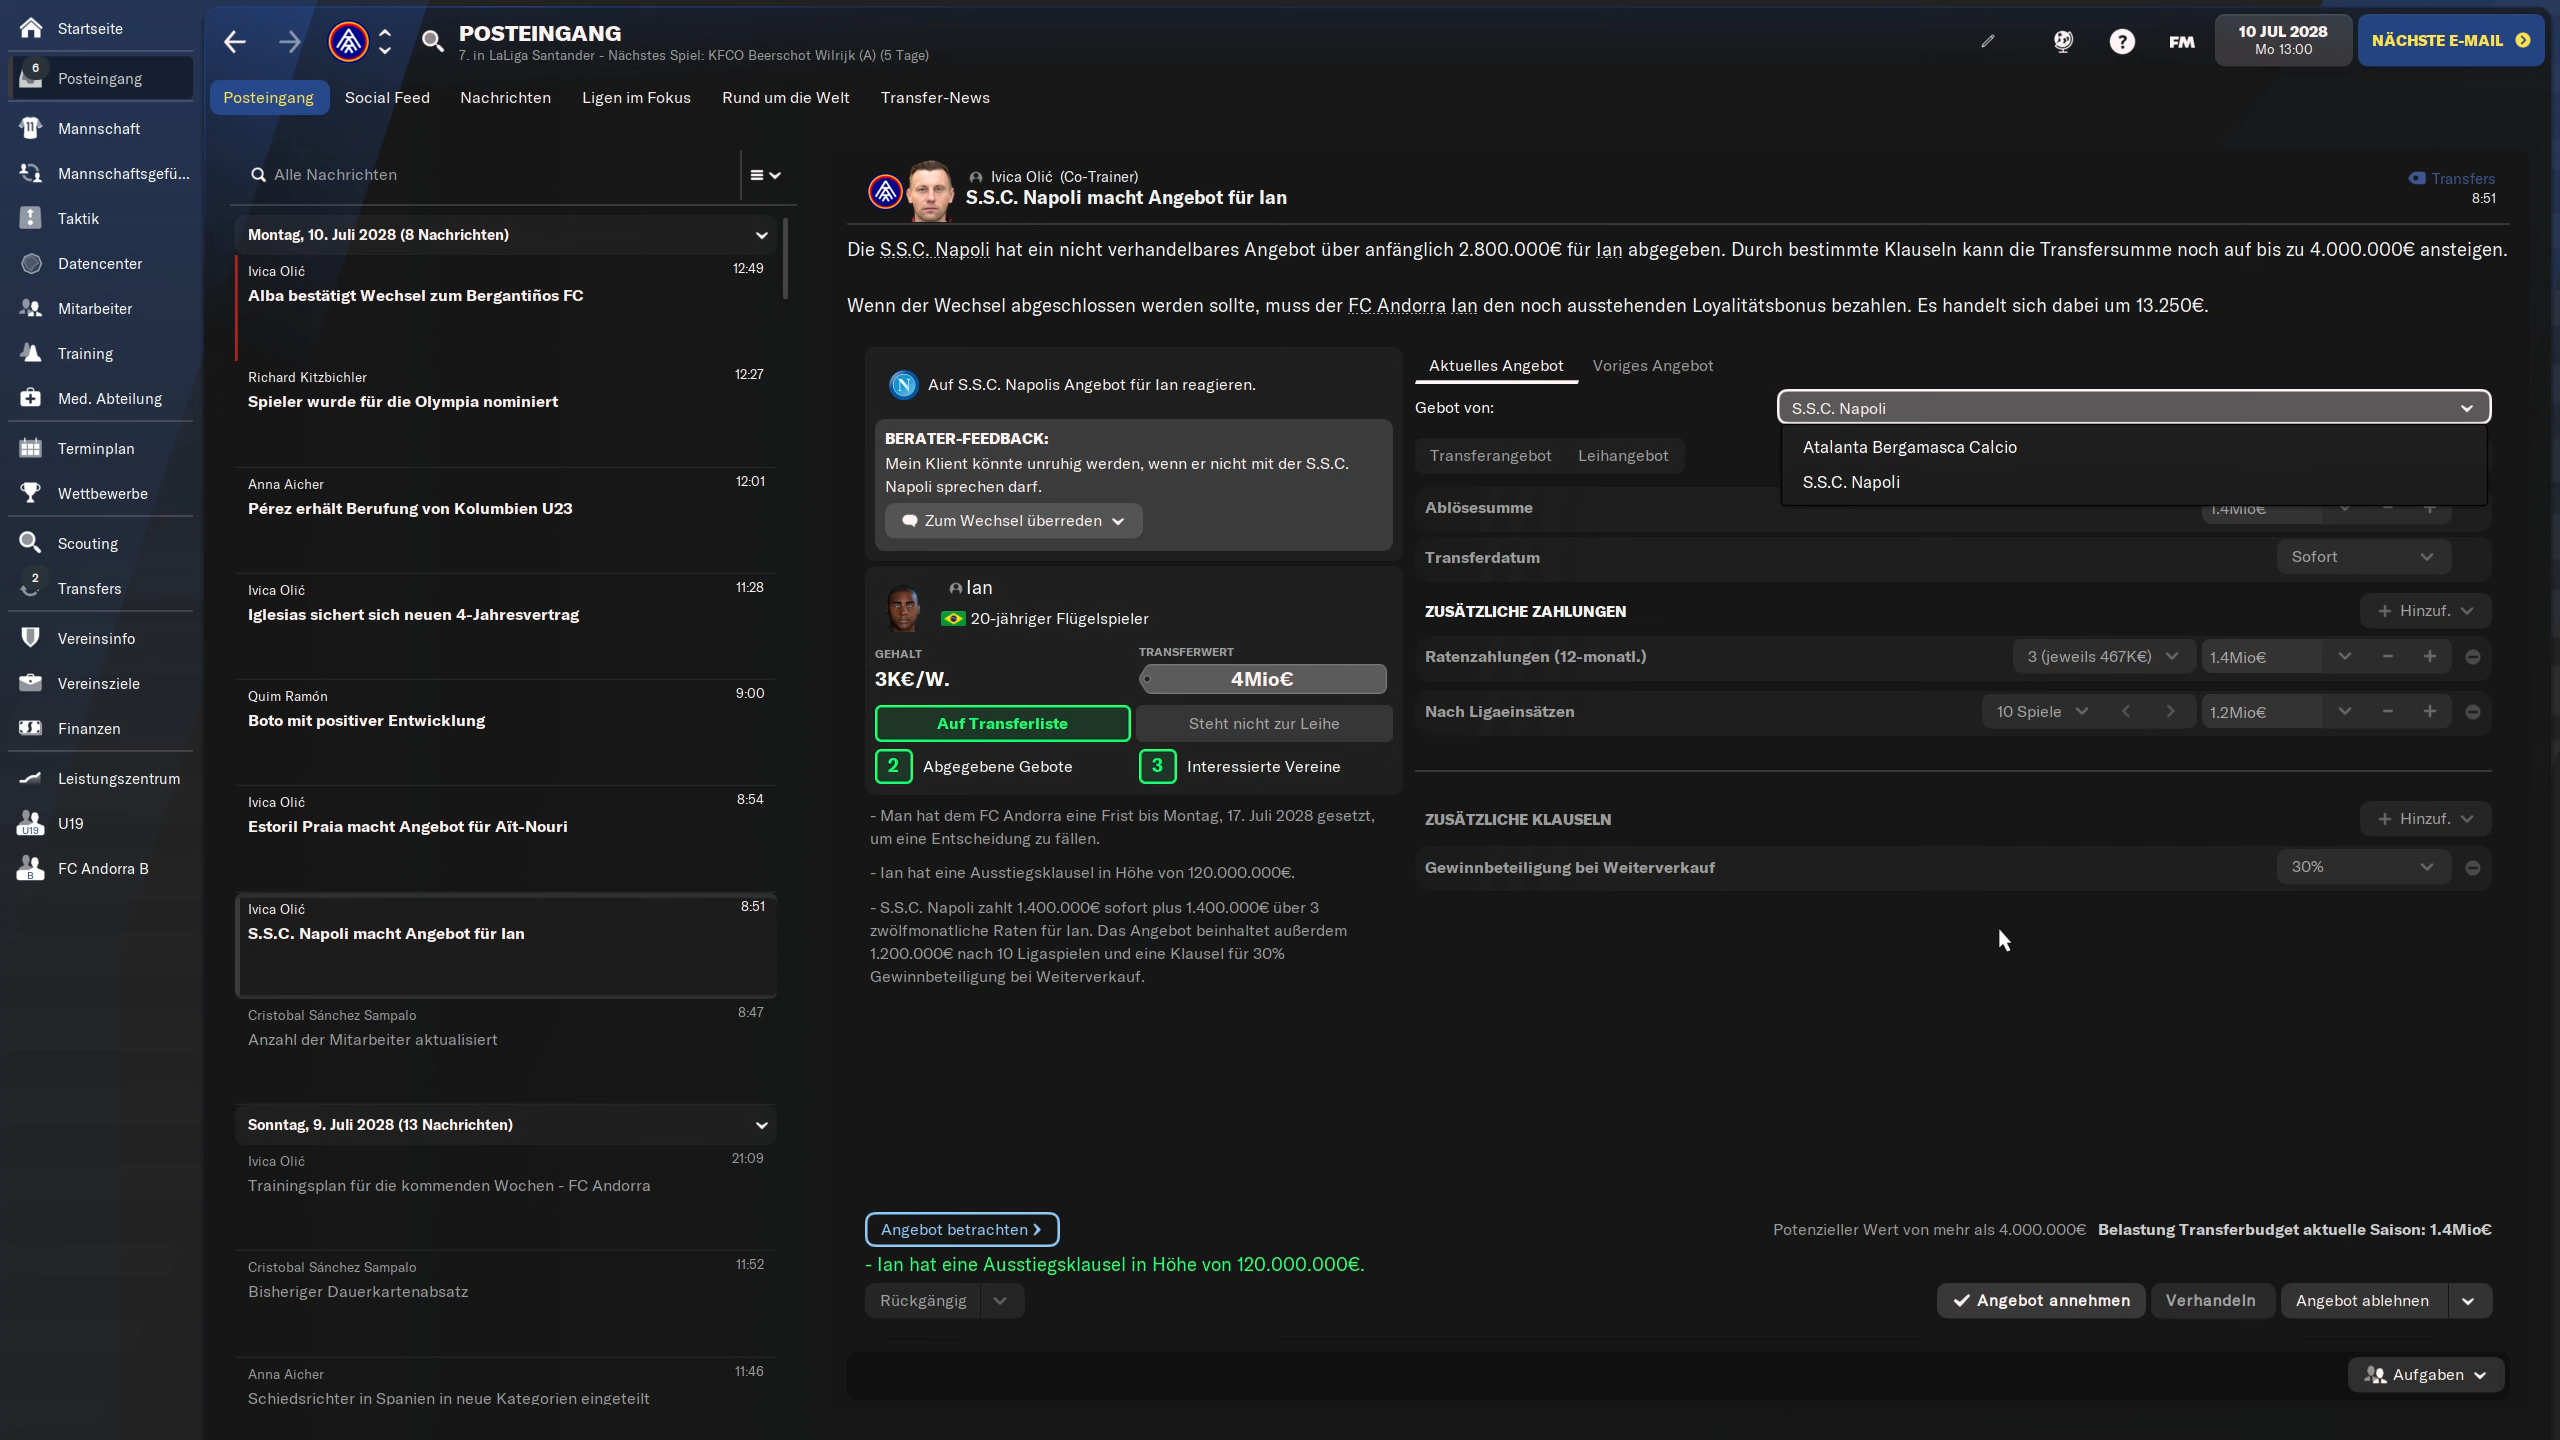 Startseite
6
Posteingang
Mannschaft
Mannschaftsgefü...
Taktik
Datencenter
Mitarbeiter
Training
Med. Abteilung
Terminplan
Wettbewerbe
Scouting
2
Transfers
Vereinsinfo
Vereinsziele
Finanzen
Leistungszentrum
U19
U19
B
FC Andorra B
POSTEINGANG
7. in LaLiga Santander - Nächstes Spiel: KFCO Beerschot Wilrijk (A) (5 Tage)
?
FM
10 JUL 2028
Mo 13:00
NÄCHSTE E-MAIL
Posteingang
Social Feed
Nachrichten
Ligen im Fokus
Rund um die Welt
Transfer-News
Alle Nachrichten
Montag, 10. Juli 2028 (8 Nachrichten)
Ivica Olić 12:49
Alba bestätigt Wechsel zum Bergantiños FC
Richard Kitzbichler 12:27
Spieler wurde für die Olympia nominiert
Anna Aicher 12:01
Pérez erhält Berufung von Kolumbien U23
Ivica Olić 11:28
Iglesias sichert sich neuen 4-Jahresvertrag
Quim Ramón 9:00
Boto mit positiver Entwicklung
Ivica Olić 8:54
Estoril Praia macht Angebot für Aït-Nouri
Ivica Olić 8:51
S.S.C. Napoli macht Angebot für Ian
Cristobal Sánchez Sampalo 8:47
Anzahl der Mitarbeiter aktualisiert
Sonntag, 9. Juli 2028 (13 Nachrichten)
Ivica Olić 21:09
Trainingsplan für die kommenden Wochen - FC Andorra
Cristobal Sánchez Sampalo 11:52
Bisheriger Dauerkartenabsatz
Anna Aicher 11:46
Schiedsrichter in Spanien in neue Kategorien eingeteilt
Ivica Olić (Co-Trainer)
S.S.C. Napoli macht Angebot für Ian
Transfers
8:51
Die S.S.C. Napoli hat ein nicht verhandelbares Angebot über anfänglich 2.800.000€ für Ian abgegeben. Durch bestimmte Klauseln kann die Transfersumme noch auf bis zu 4.000.000€ ansteigen.
Wenn der Wechsel abgeschlossen werden sollte, muss der FC Andorra Ian den noch ausstehenden Loyalitätsbonus bezahlen. Es handelt sich dabei um 13.250€.
N
Auf S.S.C. Napolis Angebot für Ian reagieren.
BERATER-FEEDBACK:
Mein Klient könnte unruhig werden, wenn er nicht mit der S.S.C.
Napoli sprechen darf.
Zum Wechsel überreden
Ian
20-jähriger Flügelspieler
GEHALT
3K€/W.
TRANSFERWERT
4Mio€
Auf Transferliste
Steht nicht zur Leihe
2 Abgegebene Gebote
3 Interessierte Vereine
- Man hat dem FC Andorra eine Frist bis Montag, 17. Juli 2028 gesetzt,
um eine Entscheidung zu fällen.
- Ian hat eine Ausstiegsklausel in Höhe von 120.000.000€.
- S.S.C. Napoli zahlt 1.400.000€ sofort plus 1.400.000€ über 3
zwölfmonatliche Raten für Ian. Das Angebot beinhaltet außerdem
1.200.000€ nach 10 Ligaspielen und eine Klausel für 30%
Gewinnbeteiligung bei Weiterverkauf.
Aktuelles Angebot
Voriges Angebot
Gebot von:
S.S.C. Napoli
Atalanta Bergamasca Calcio
S.S.C. Napoli
Transferangebot
Leihangebot
Ablösesumme
1.4Mio€
Transferdatum
Sofort
ZUSÄTZLICHE ZAHLUNGEN
Hinzuf.
Ratenzahlungen (12-monatl.)
3 (jeweils 467K€)
1.4Mio€
Nach Ligaeinsätzen
10 Spiele
1.2Mio€
ZUSÄTZLICHE KLAUSELN
Hinzuf.
Gewinnbeteiligung bei Weiterverkauf
30%
Angebot betrachten
Potenzieller Wert von mehr als 4.000.000€
Belastung Transferbudget aktuelle Saison: 1.4Mio€
- Ian hat eine Ausstiegsklausel in Höhe von 120.000.000€.
Rückgängig
Angebot annehmen
Verhandeln
Angebot ablehnen
Aufgaben